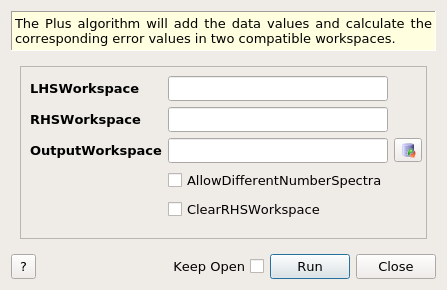 The Plus algorithm will add the data values and calculate the
corresponding error values in two compatible workspaces.
LHSWorkspace
RHSWorkspace
OutputWorkspace
AllowDifferentNumberSpectra
ClearRHSWorkspace
? Keep Open Run Close